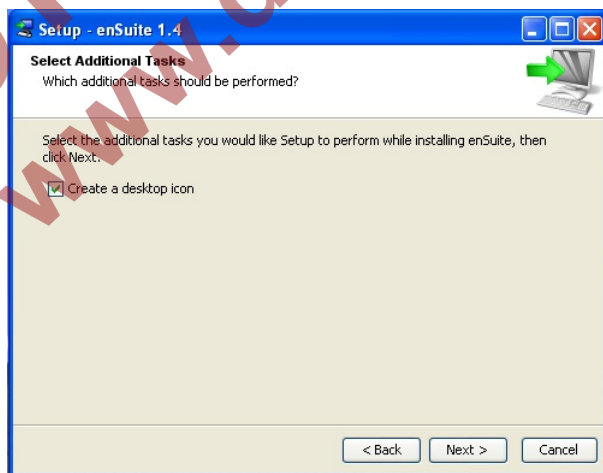 Setup - enSuite 1.4
Select Additional Tasks
Which additional tasks should be performed?
Select the additional tasks you would like Setup to perform while installing enSuite, then
click Next.
Create a desktop icon
< Back
Next >
Cancel
www.